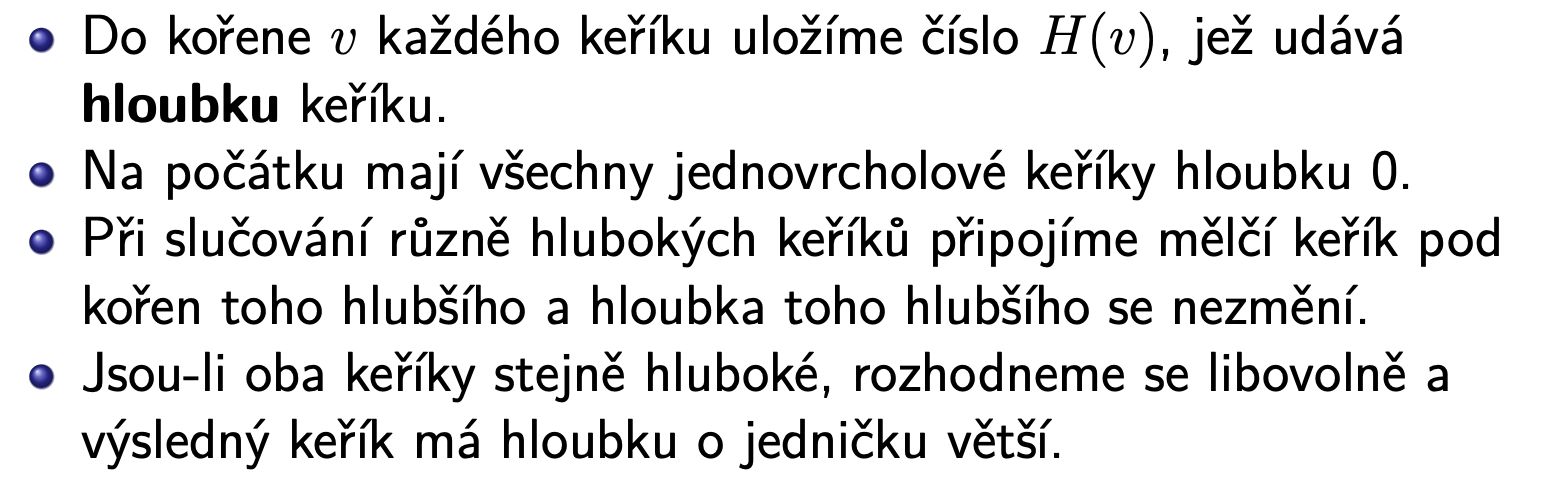 Do kořene v každého keříku uložíme číslo H(v), jež udává
hloubku keříku.
Na počátku mají všechny jednovrcholové keříky hloubku 0.
Při slučování různě hlubokých keříků připojíme mělčí keřík pod
kořen toho hlubšího a hloubka toho hlubšího se nezmění.
Jsou-li oba keříky stejně hluboké, rozhodneme se libovolně a
výsledný keřík má hloubku o jedničku větší.